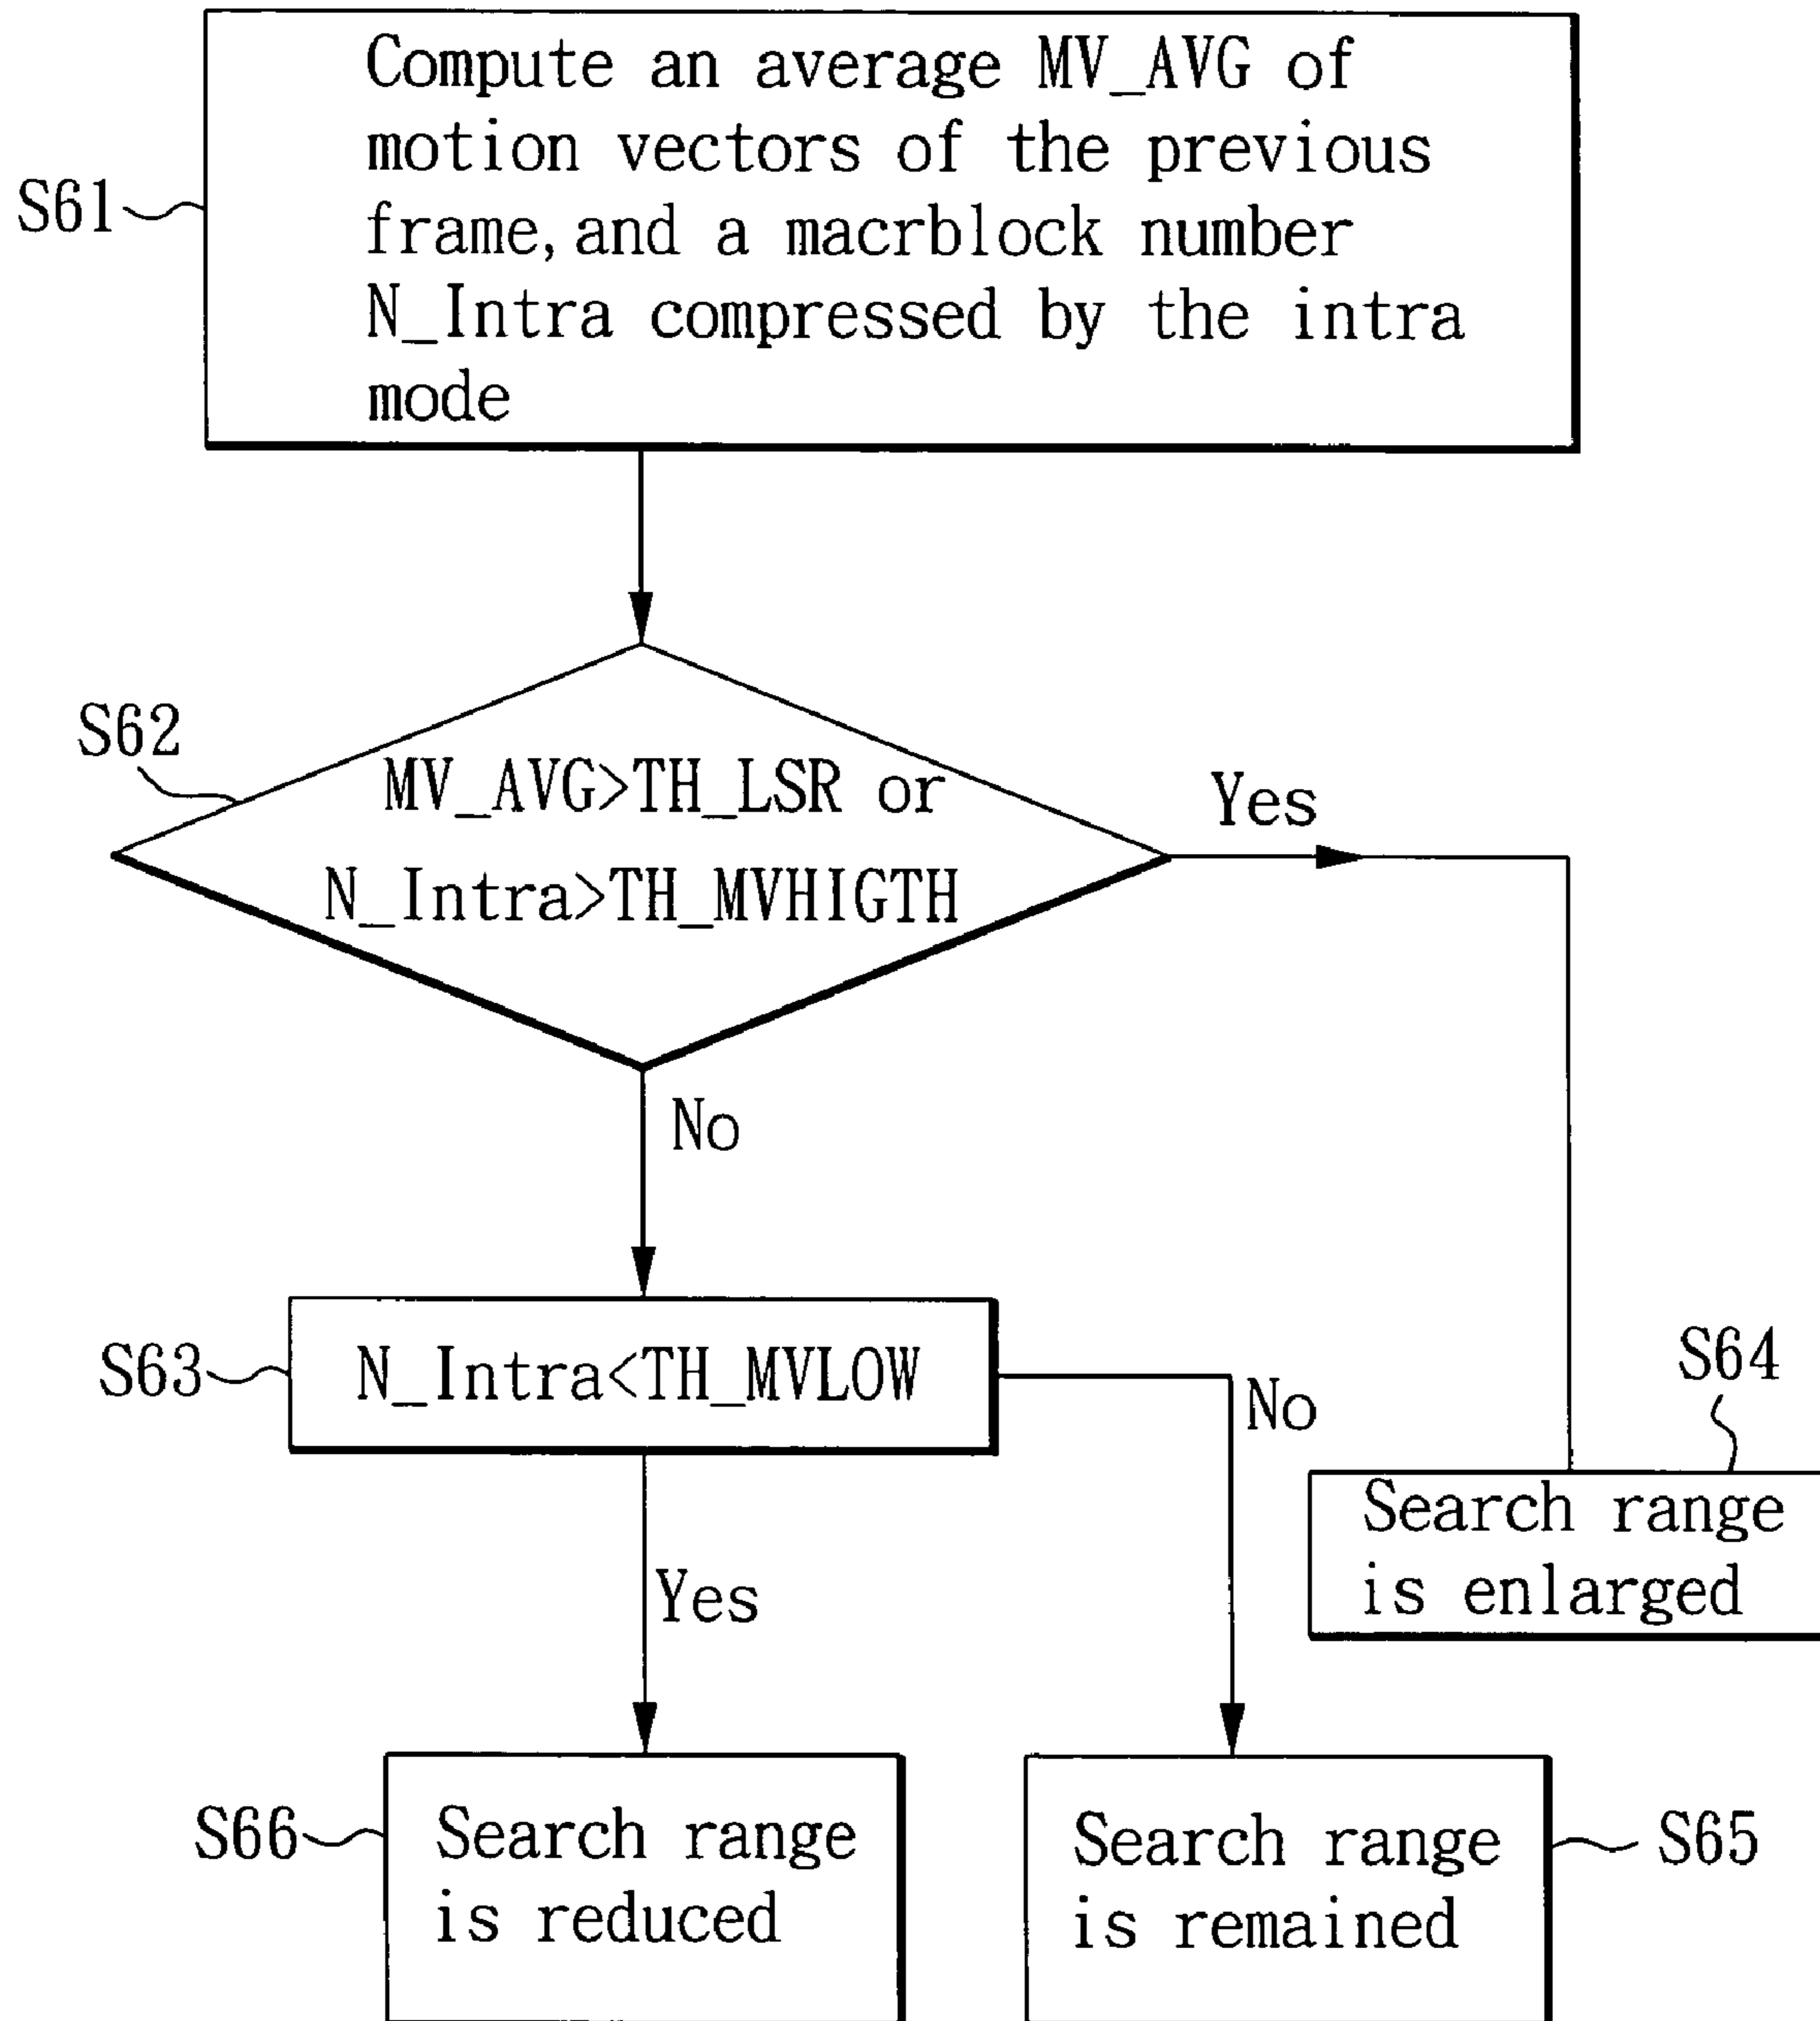 Compute an average MV_AVG of
motion vectors of the previous
frame, and a macrblock number
N_Intra compressed by the intra
mode
S61
S62
MV_AVG>TH_LSR or
N_Intra>TH_MVHIGTH
Yes
No
S63
N_Intra<TH_MVLOW
No
S64
Search range
is enlarged
Yes
S66
Search range
is reduced
Search range
is remained
S65